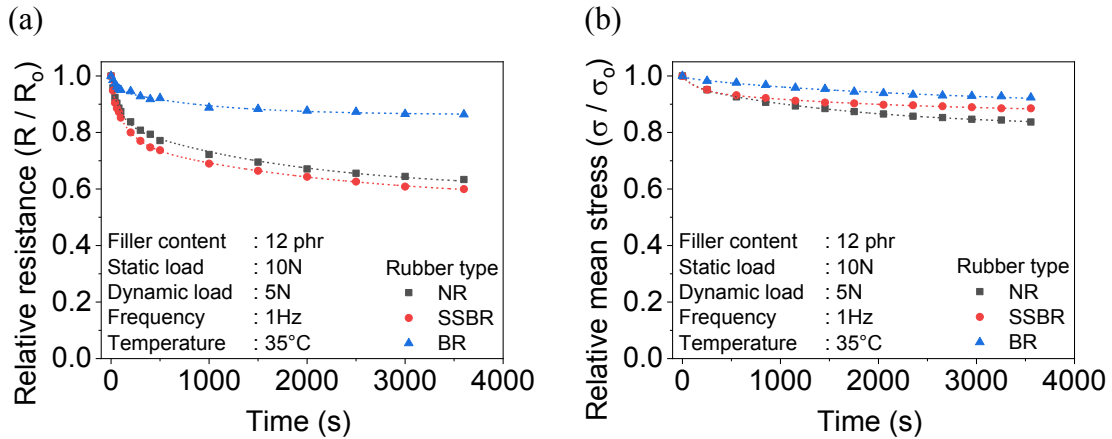 (a)
Relative resistance (R / Ro)
1.0
0.8
0.6
0.4
0.2
0.0
Filler content : 12 phr
Static load : 10N
Dynamic load : 5N
Frequency : 1Hz
Temperature : 35°C
Rubber type
NR
SSBR
BR
0 1000 2000 3000 4000
Time (s)
(b)
Relative mean stress (σ / σo)
1.0
0.8
0.6
0.4
0.2
0.0
Filler content : 12 phr
Static load : 10N
Dynamic load : 5N
Frequency : 1Hz
Temperature : 35°C
Rubber type
NR
SSBR
BR
0 1000 2000 3000 4000
Time (s)